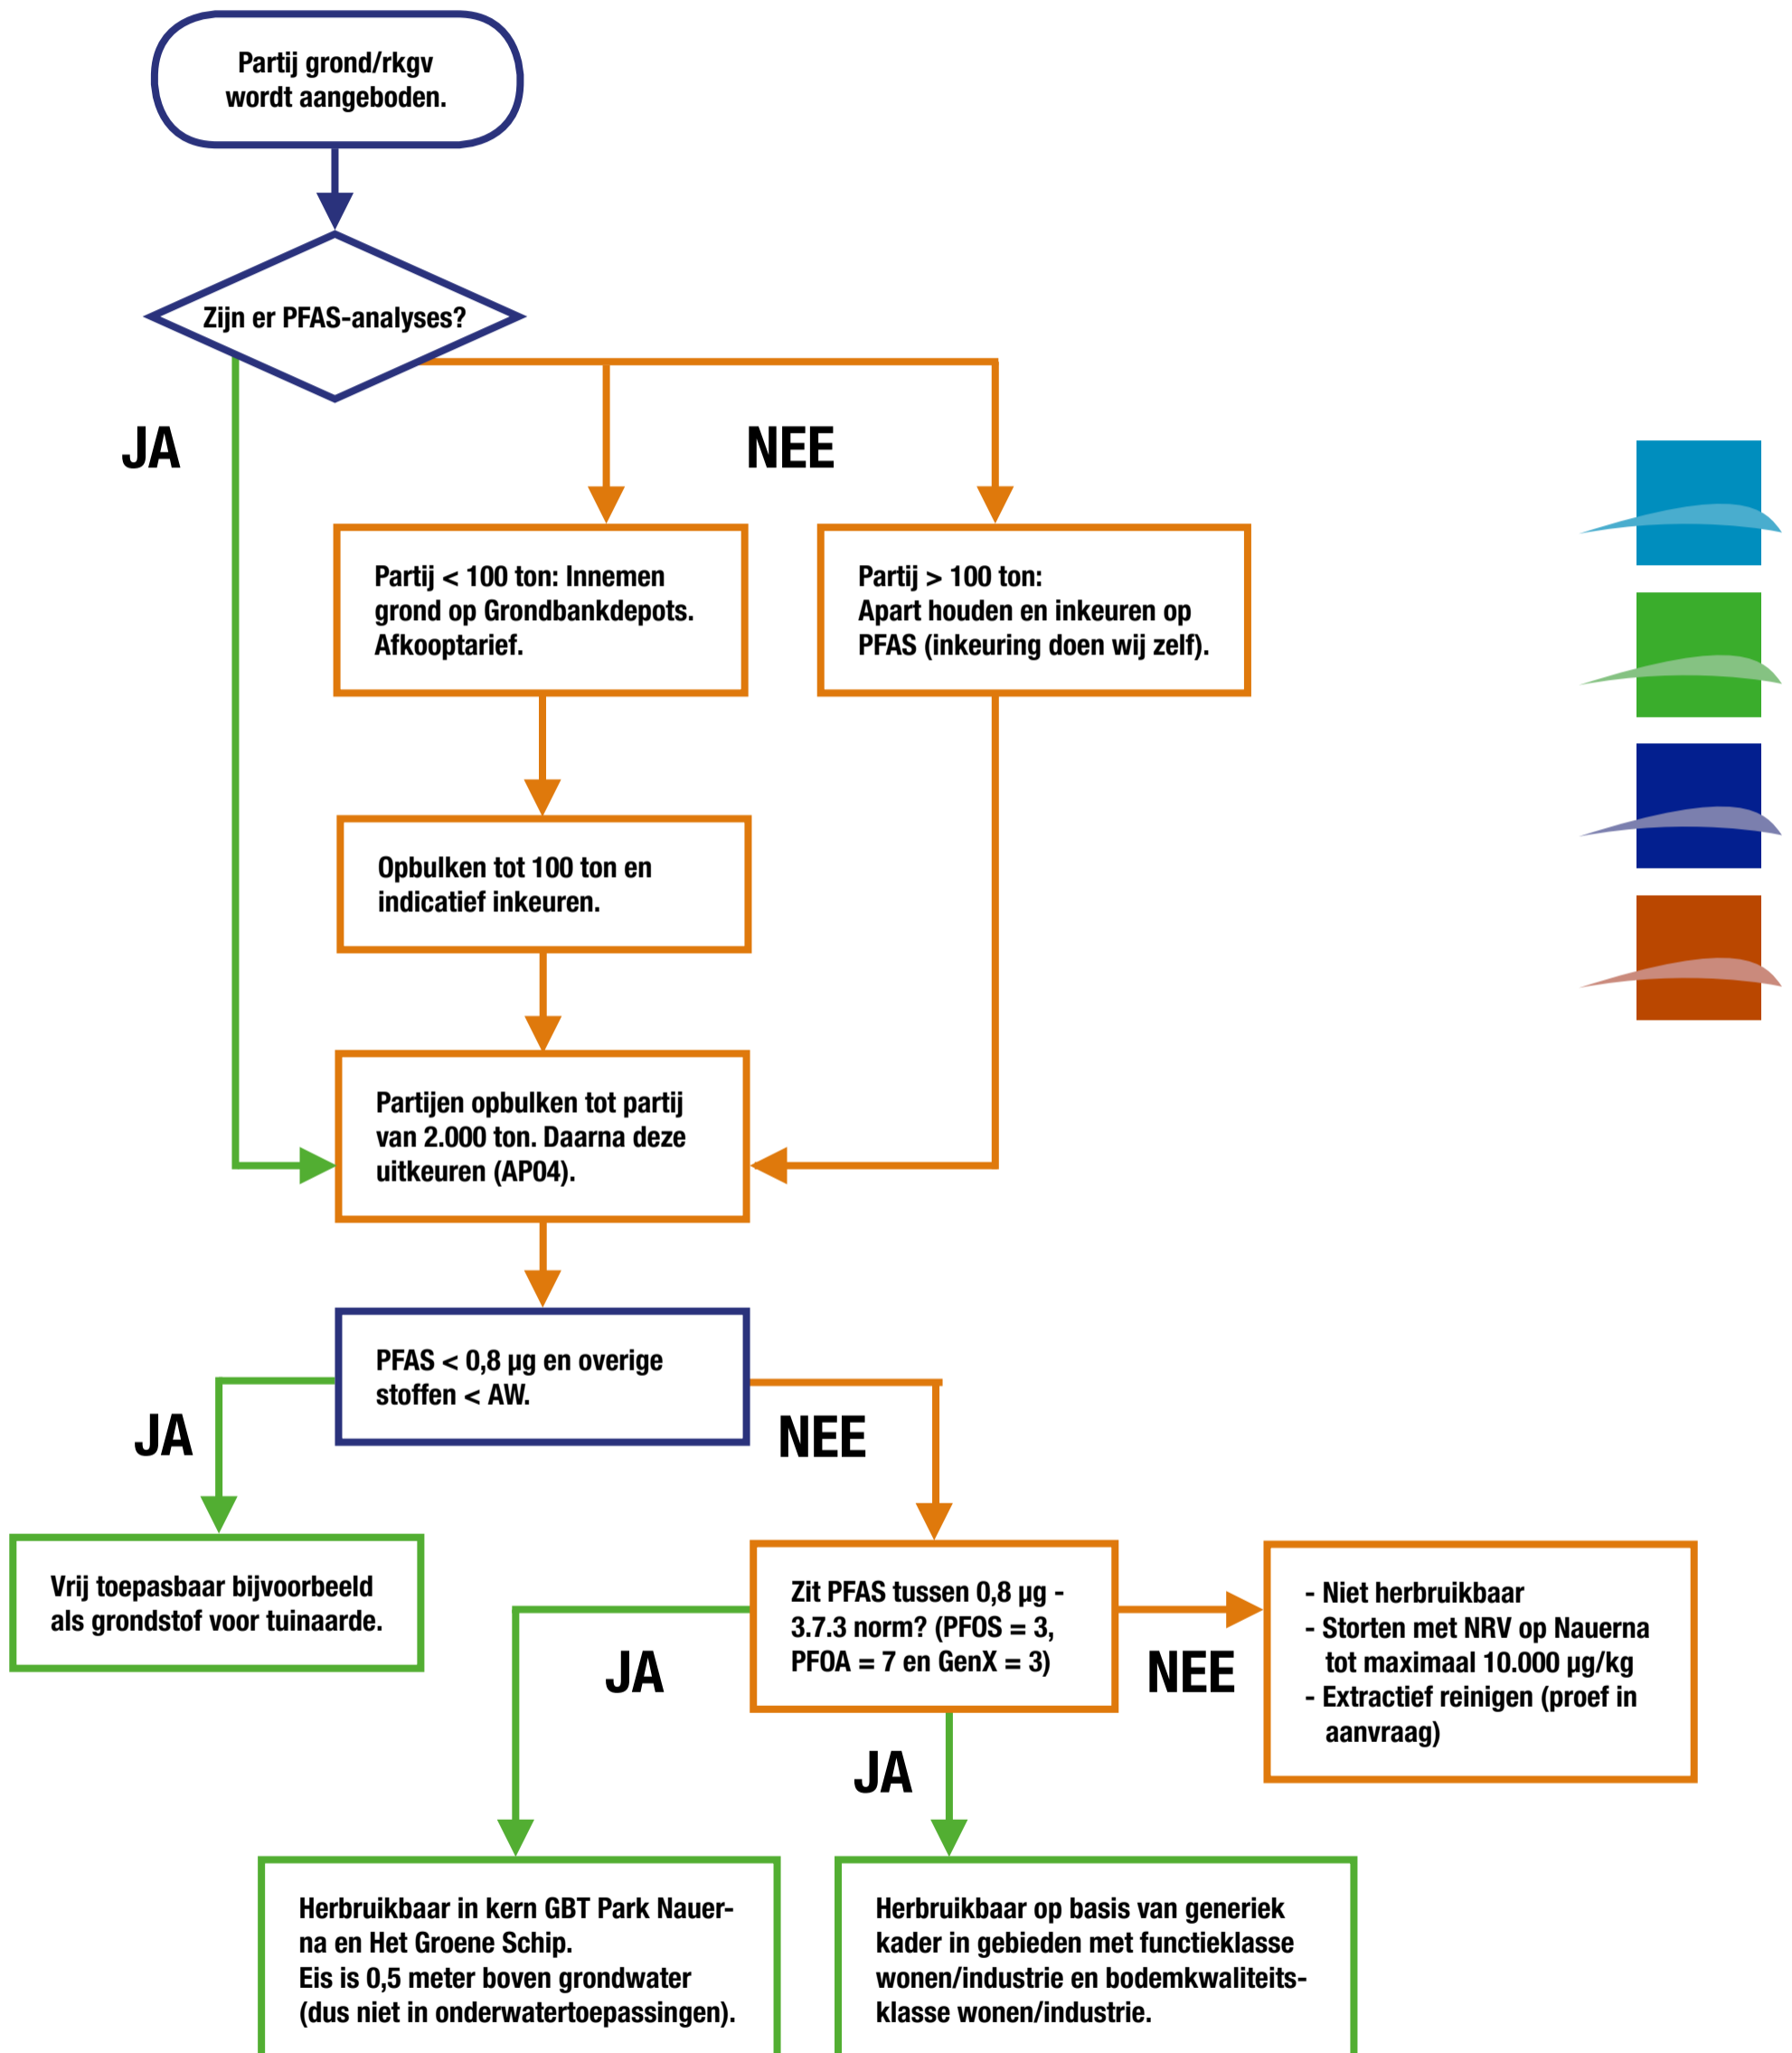 Partij grond/rkgv
wordt aangeboden.
Zijn er PFAS-analyses?
JA
NEE
Partij < 100 ton: Innemen
grond op Grondbankdepots.
Afkooptarief.
Partij > 100 ton:
Apart houden en inkeuren op
PFAS (inkeuring doen wij zelf).
Opbulken tot 100 ton en
indicatief inkeuren.
Partijen opbulken tot partij
van 2.000 ton. Daarna deze
uitkeuren (AP04).
PFAS < 0,8 µg en overige
stoffen < AW.
JA
NEE
Vrij toepasbaar bijvoorbeeld
als grondstof voor tuinaarde.
Zit PFAS tussen 0,8 µg -
3.7.3 norm? (PFOS = 3,
PFOA = 7 en GenX = 3)
JA
NEE
- Niet herbruikbaar
- Storten met NRV op Nauerna
tot maximaal 10.000 µg/kg
- Extractief reinigen (proef in
aanvraag)
JA
Herbruikbaar in kern GBT Park Nauer-
na en Het Groene Schip.
Eis is 0,5 meter boven grondwater
(dus niet in onderwatertoepassingen).
Herbruikbaar op basis van generiek
kader in gebieden met functieklasse
wonen/industrie en bodemkwaliteits-
klasse wonen/industrie.